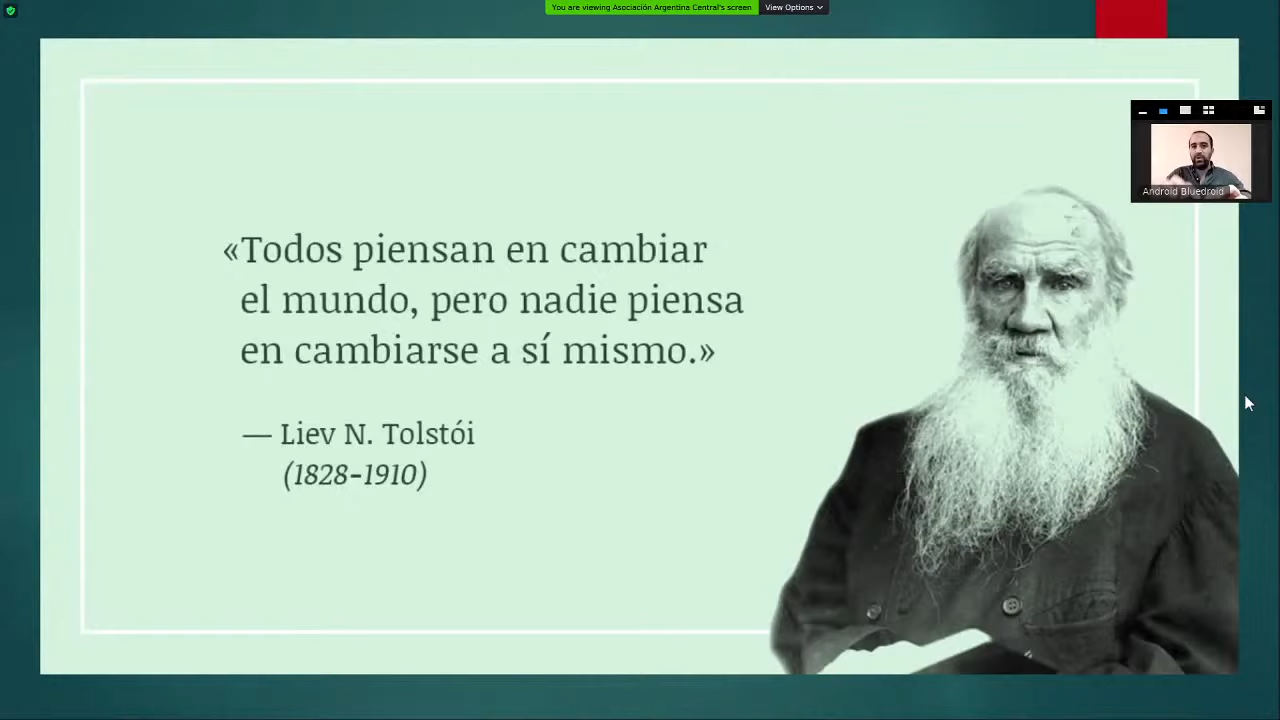 You are viewing Asociación Argentina Central's screen
View Options
Android Bluedroid
«Todos piensan en cambiar
el mundo, pero nadie piensa
en cambiarse a sí mismo.»
— Liev N. Tolstói
(1828-1910)